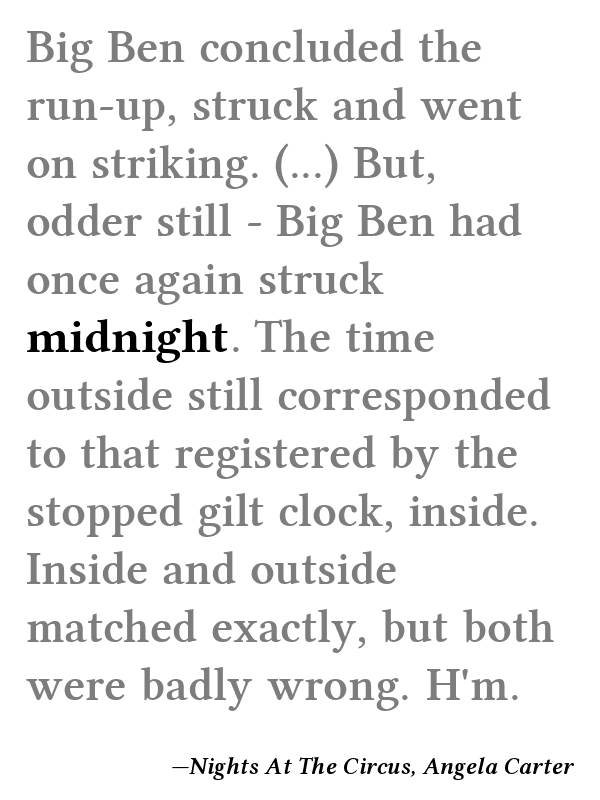 Big Ben concluded the
run-up, struck and went
on striking. (...) But,
odder still - Big Ben had
once again struck
midnight. The time
outside still corresponded
to that registered by the
stopped gilt clock, inside.
Inside and outside
matched exactly, but both
were badly wrong. H'm.
—Nights At The Circus, Angela Carter